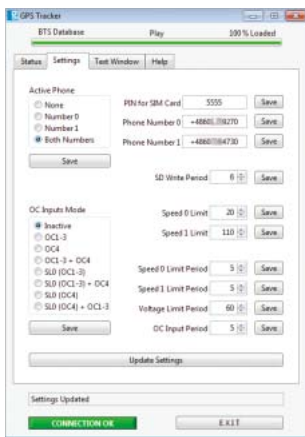 GPS Tracker
BTS Database Play 100 % Loaded
Status Settings Text Window Help
Active Phone
None
Number 0
Number 1
Both Numbers
Save
PIN for SIM Card 5555 Save
Phone Number 0 Save
Phone Number 1 Save
SD Write Period 6 Save
OC Inputs Mode
Inactive
OC1-3
OC4
OC1-3 + OC4
SL0 (OC1-3)
SL0 (OC1-3) + OC4
SL0 (OC4)
SL0 (OC4) + OC1-3
Save
Speed 0 Limit 20 Save
Speed 1 Limit 110 Save
Speed 0 Limit Period 5 Save
Speed 1 Limit Period 5 Save
Voltage Limit Period 60 Save
OC Input Period 5 Save
Update Settings
Settings Updated
CONNECTION OK EXIT